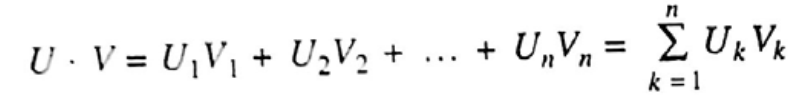 U · V = U₁V₁ + U₂V₂ + ... + UₙVₙ = ∑ₖ₌₁ⁿ UₖVₖ